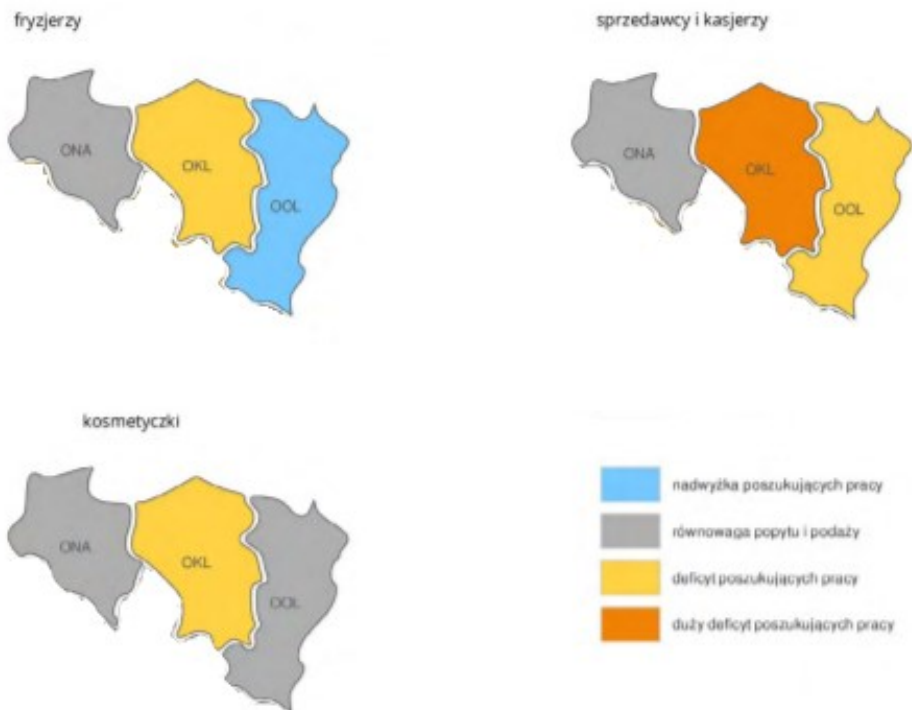 fryzjerzy
sprzedawcy i kasjerzy
ONA
OKL
OOL
ONA
OKL
OOL
kosmetyczki
ONA
OKL
OOL
nadwyżka poszukujących pracy
równowaga popytu i podaży
deficyt poszukujących pracy
duży deficyt poszukujących pracy